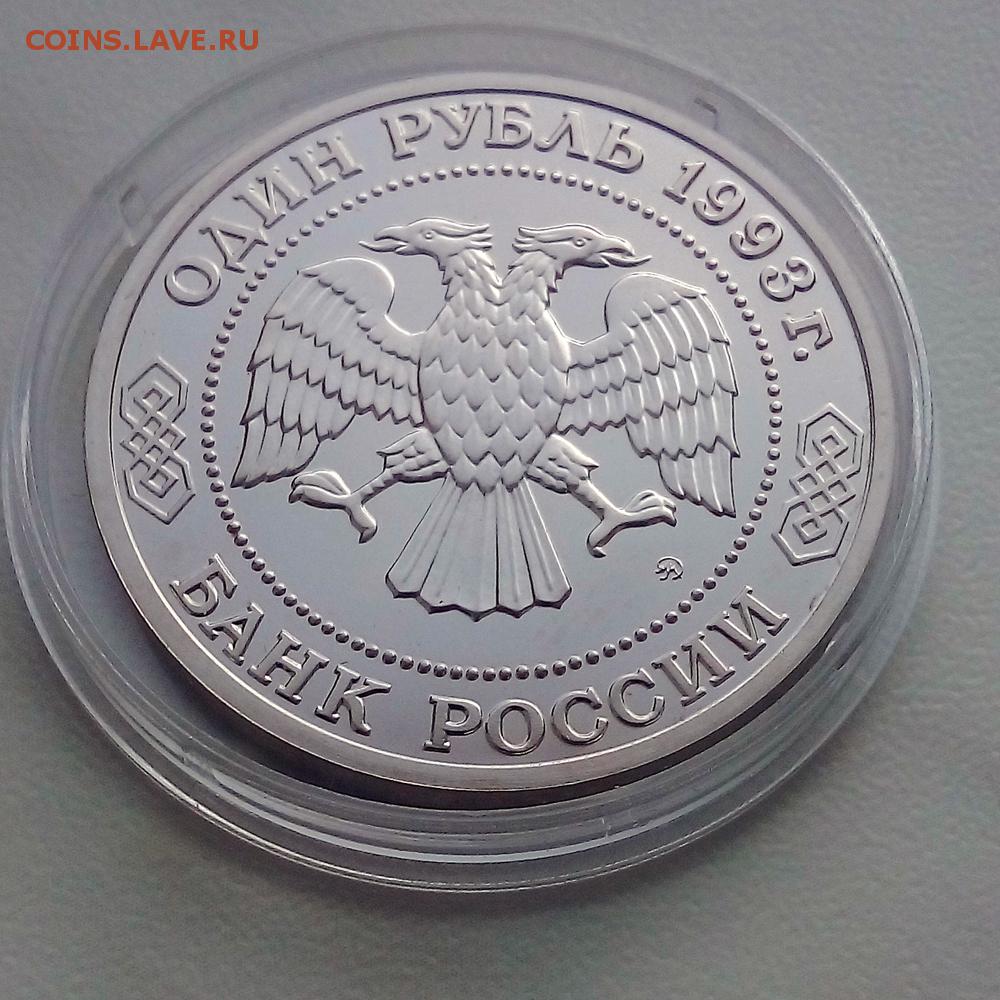 COINS.LAVE.RU
ОДИН РУБЛЬ 1993 г.
БАНК РОССИИ